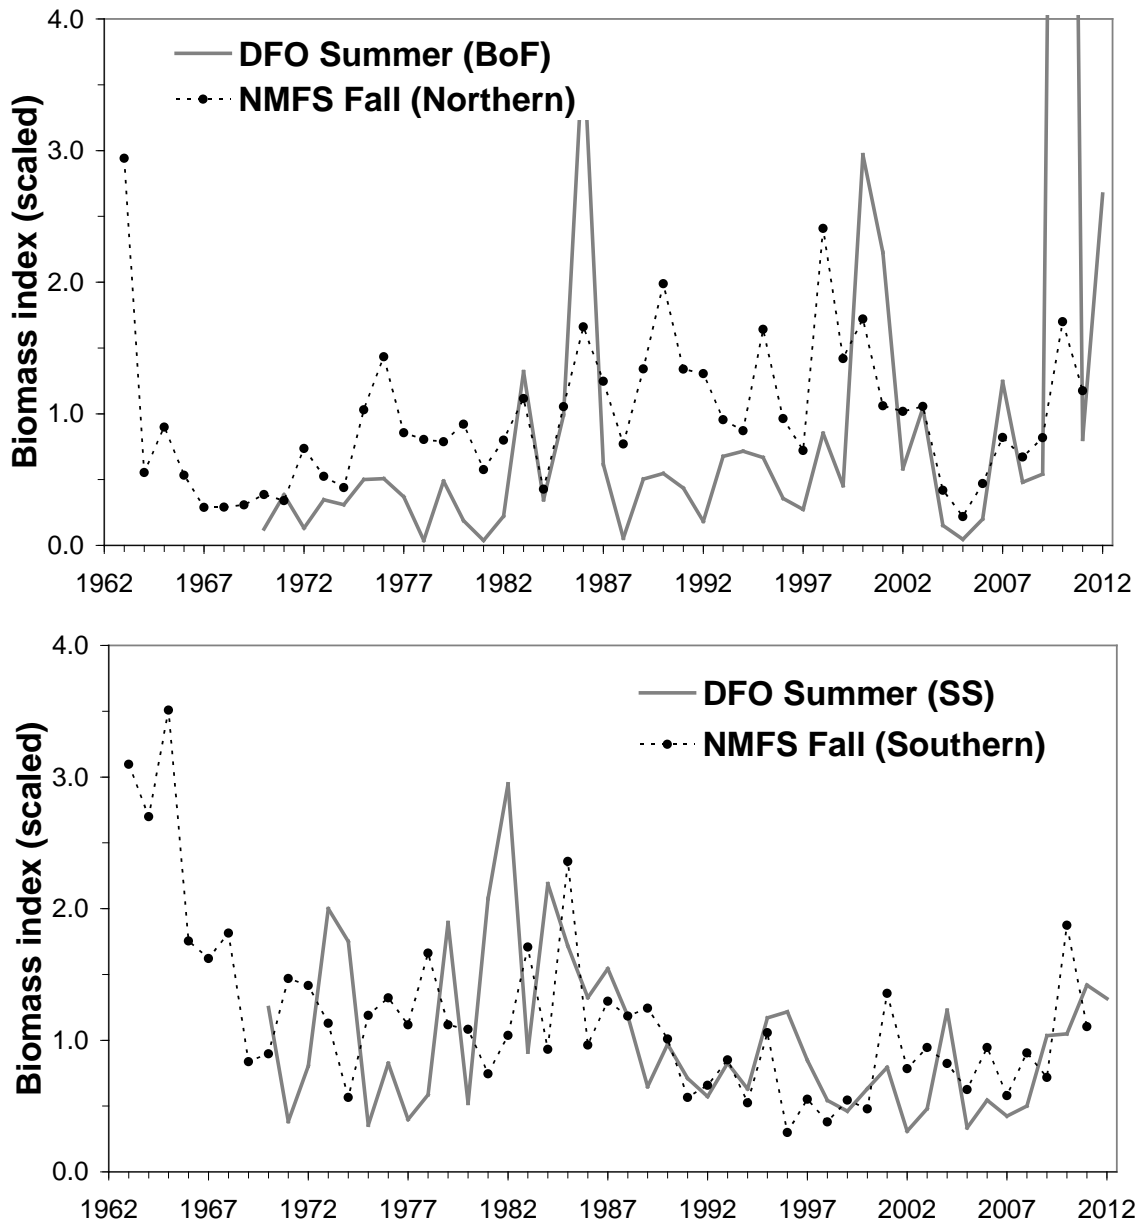 4.0
DFO Summer (BoF)
NMFS Fall (Northern)
3.0
2.0
1.0
0.0
Biomass index (scaled)
1962 1967 1972 1977 1982 1987 1992 1997 2002 2007 2012
4.0
DFO Summer (SS)
NMFS Fall (Southern)
3.0
2.0
1.0
0.0
Biomass index (scaled)
1962 1967 1972 1977 1982 1987 1992 1997 2002 2007 2012